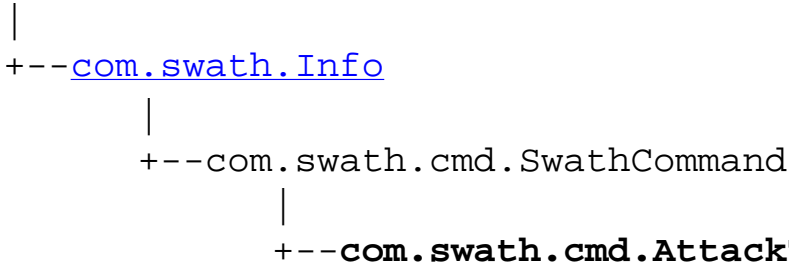 |
+--com.swath.Info
|
+--com.swath.cmd.SwathCommand
|
+--com.swath.cmd.Attack